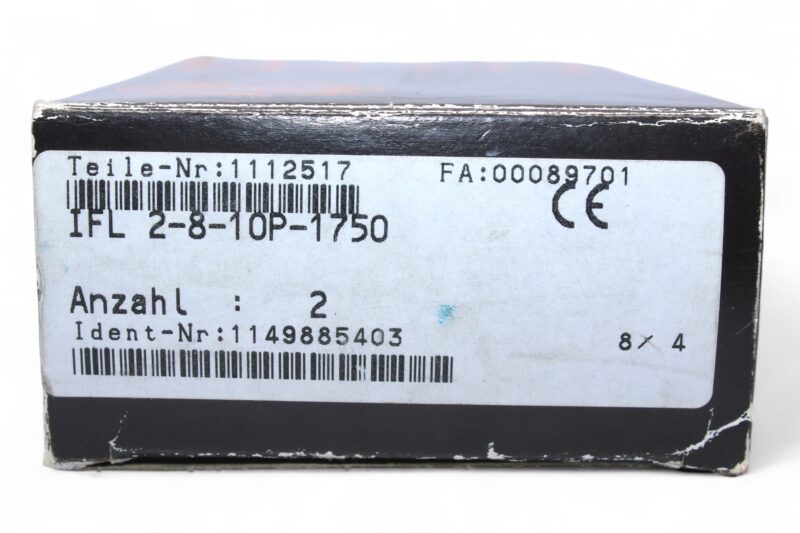 Teile-Nr:1112517 FA:00089701
CE
IFL 2-8-10P-1750
Anzahl : 2
Ident-Nr:1149885403 8× 4